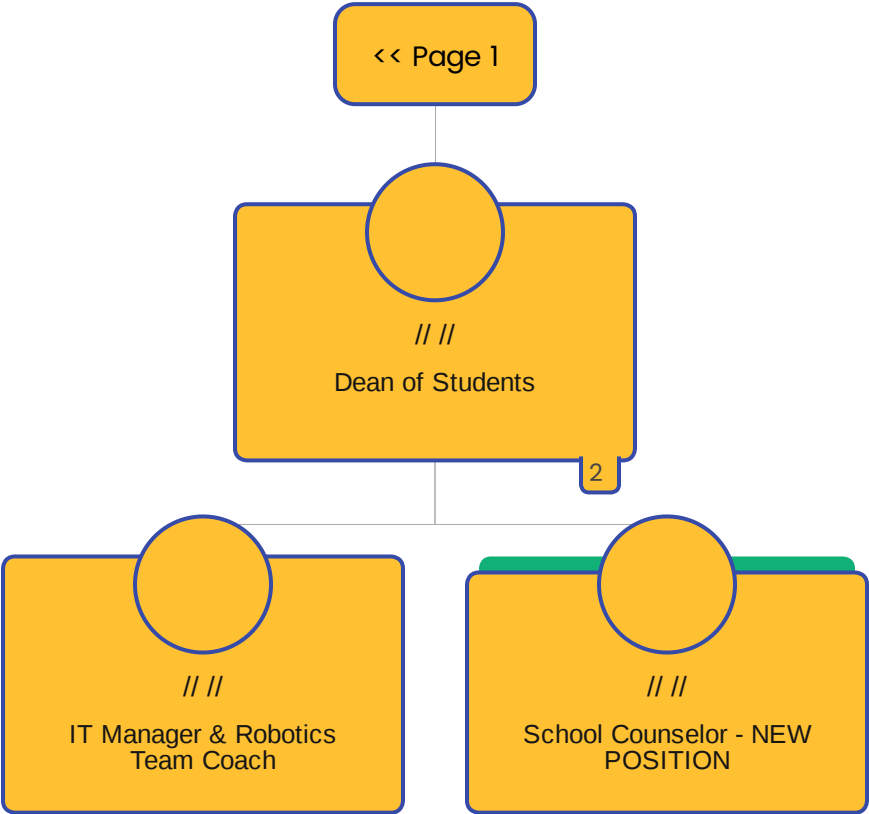 << Page 1
// //
Dean of Students
2
// //
IT Manager & Robotics
Team Coach
// //
School Counselor - NEW
POSITION